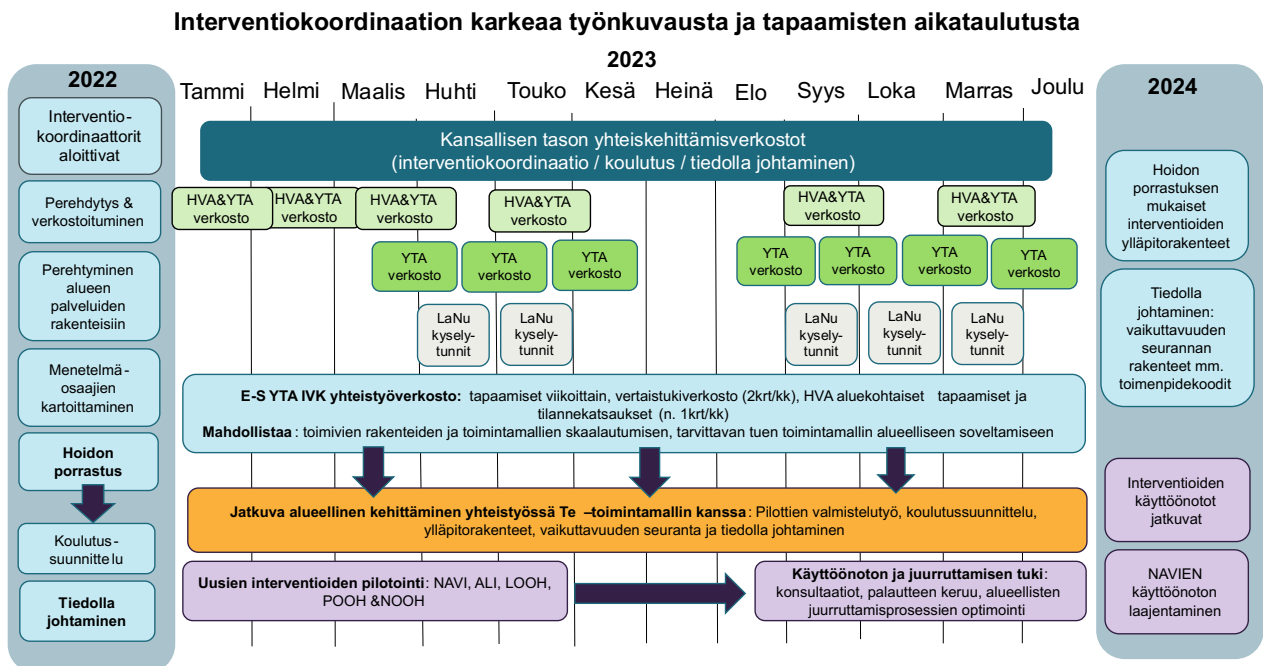 Interventiokoordinaation karkeaa työnkuvausta ja tapaamisten aikataulutusta
2023
2022
Interventio-
koordinaattorit
aloittivat
Perehdytys &
verkostoituminen
Perehtyminen
alueen
palveluiden
rakenteisiin
Menetelmä-
osaajien
kartoittaminen
Hoidon
porrastus
Koulutus-
suunnittelu
Tiedolla
johtaminen
Tammi Helmi Maalis Huhti Touko Kesä Heinä Elo Syys Loka Marras Joulu
Kansallisen tason yhteiskehittämisverkostot
(interventiokoordinaatio / koulutus / tiedolla johtaminen)
HVA&YTA
verkosto
HVA&YTA
verkosto
HVA&YTA
verkosto
HVA&YTA
verkosto
HVA&YTA
verkosto
HVA&YTA
verkosto
YTA
verkosto
YTA
verkosto
YTA
verkosto
YTA
verkosto
YTA
verkosto
YTA
verkosto
YTA
verkosto
LaNu
kysely-
tunnit
LaNu
kysely-
tunnit
LaNu
kysely-
tunnit
LaNu
kysely-
tunnit
LaNu
kysely-
tunnit
E-S YTA IVK yhteistyöverkosto: tapaamiset viikoittain, vertaistukiverkosto (2krt/kk), HVA aluekohtaiset tapaamiset ja
tilannekatsaukset (n. 1krt/kk)
Mahdollistaa: toimivien rakenteiden ja toimintamallien skaalautumisen, tarvittavan tuen toimintamallin alueelliseen soveltamiseen
Jatkuva alueellinen kehittäminen yhteistyössä Te –toimintamallin kanssa: Pilottien valmistelutyö, koulutussuunnittelu,
ylläpitorakenteet, vaikuttavuuden seuranta ja tiedolla johtaminen
Uusien interventioiden pilotointi: NAVI, ALI, LOOH,
POOH &NOOH
Käyttöönoton ja juurruttamisen tuki:
konsultaatiot, palautteen keruu, alueellisten
juurruttamisprosessien optimointi
2024
Hoidon
porrastuksen
mukaiset
interventioiden
ylläpitorakenteet
Tiedolla
johtaminen:
vaikuttavuuden
seurannan
rakenteet mm.
toimenpidekoodit
Interventioiden
käyttöönotot
jatkuvat
NAVIEN
käyttöönoton
laajentaminen